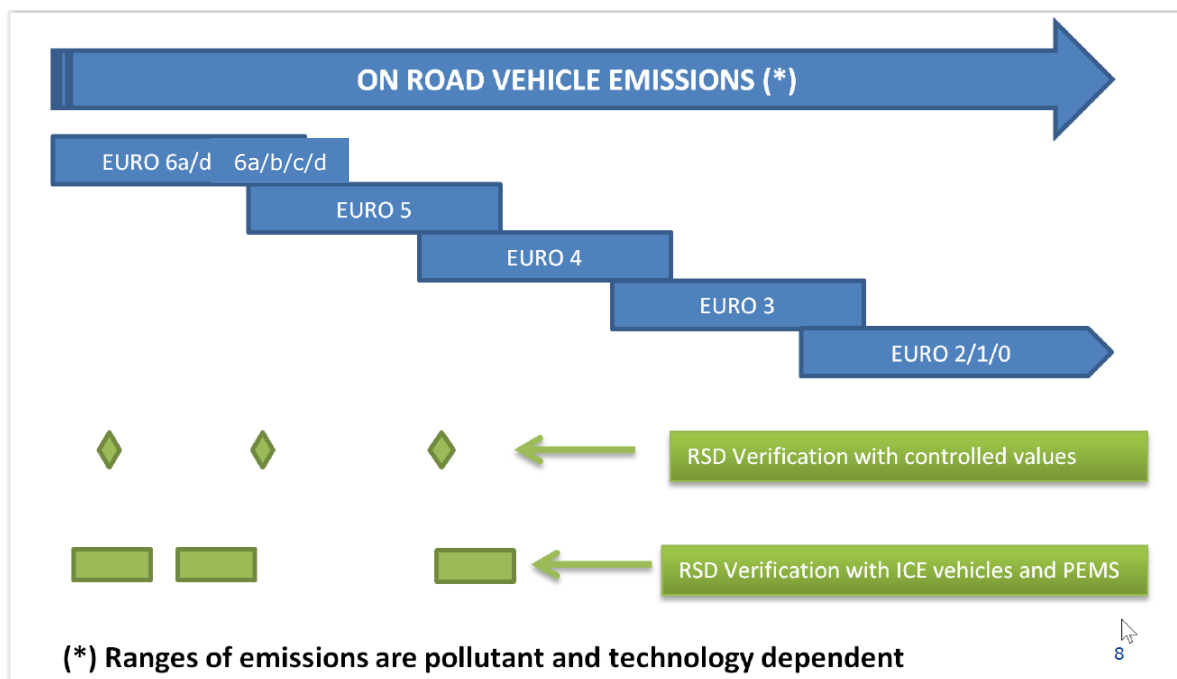 ON ROAD VEHICLE EMISSIONS (*)
EURO 6a/d 6a/b/c/d
EURO 5
EURO 4
EURO 3
EURO 2/1/0
RSD Verification with controlled values
RSD Verification with ICE vehicles and PEMS
(*) Ranges of emissions are pollutant and technology dependent
8